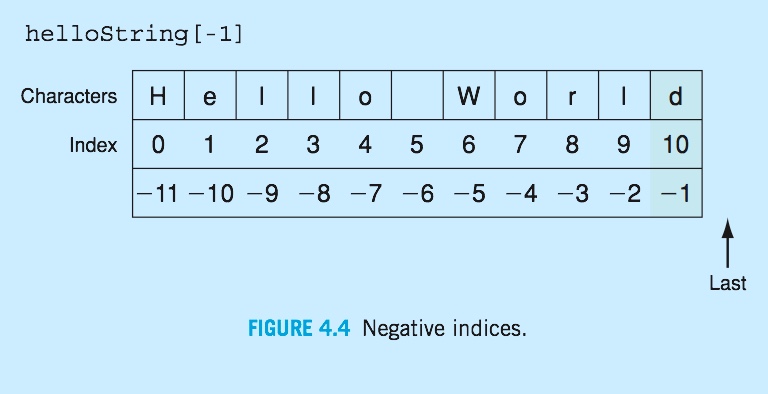 helloString[-1]
Characters H e l l o W o r l d
Index 0 1 2 3 4 5 6 7 8 9 10
−11 −10 −9 −8 −7 −6 −5 −4 −3 −2 −1
Last
FIGURE 4.4 Negative indices.